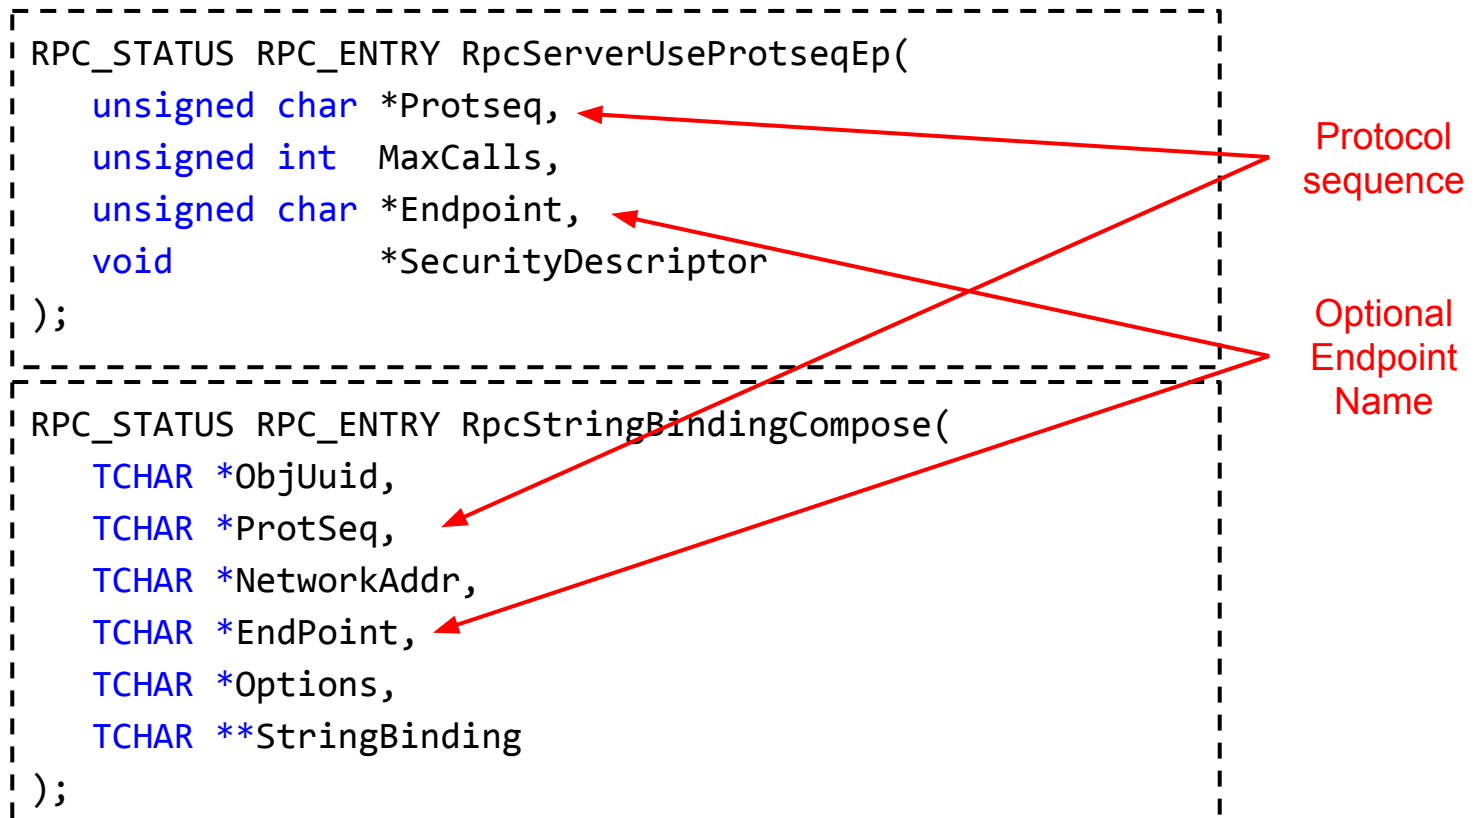 RPC_STATUS RPC_ENTRY RpcServerUseProtseqEp(
unsigned char *Protseq,
unsigned int  MaxCalls,
unsigned char *Endpoint,
void          *SecurityDescriptor
);
Protocol
sequence
Optional
Endpoint
Name
RPC_STATUS RPC_ENTRY RpcStringBindingCompose(
TCHAR *ObjUuid,
TCHAR *ProtSeq,
TCHAR *NetworkAddr,
TCHAR *EndPoint,
TCHAR *Options,
TCHAR **StringBinding
);